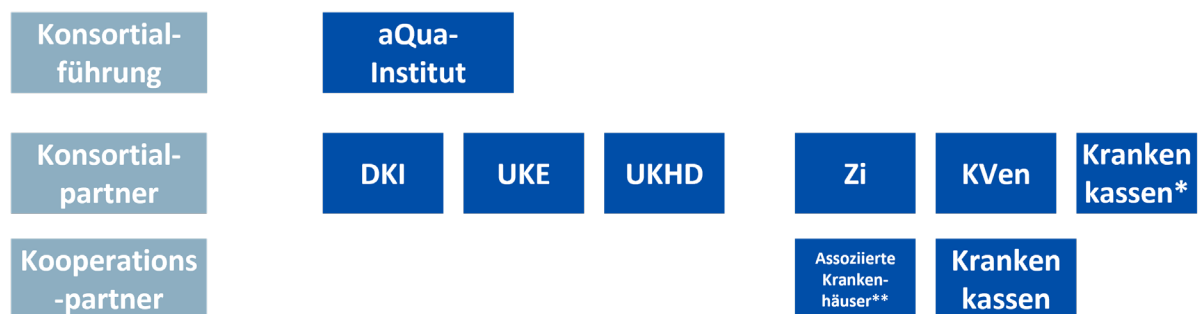 Konsortial-
führung
aQua-
Institut
Konsortial-
partner
DKI
UKE
UKHD
Zi
KVen
Kranken
kassen*
Kooperations
-partner
Assoziierte
Kranken-
häuser**
Kranken
kassen